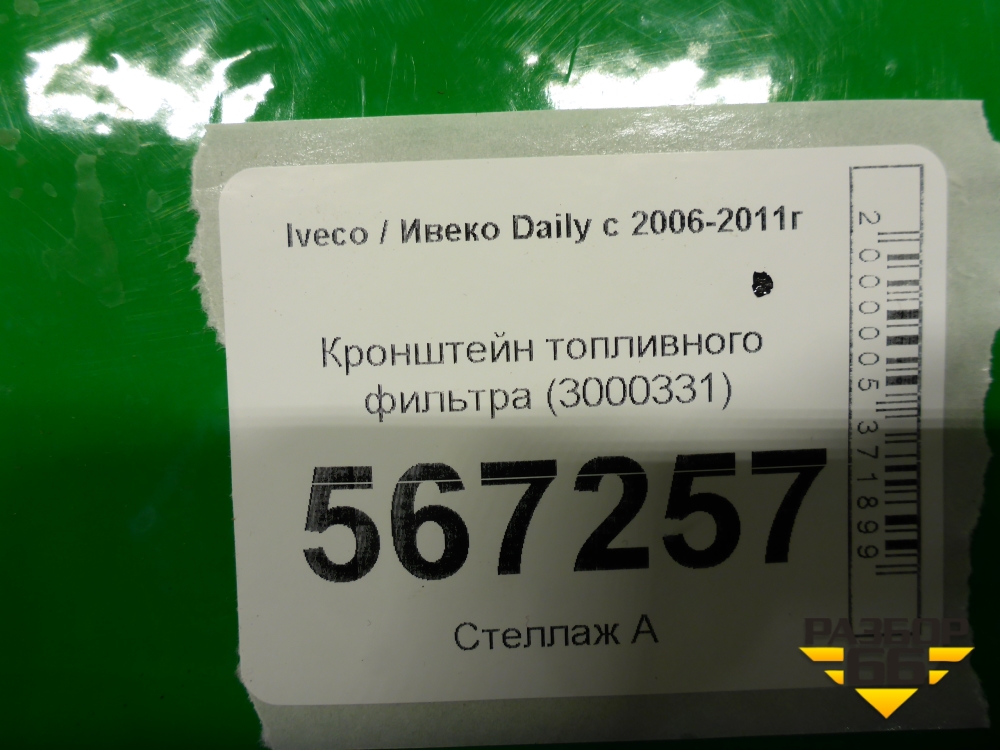 Iveco / Ивеко Daily с 2006-2011г
Кронштейн топливного
фильтра (3000331)
567257
Стеллаж А
2000005371899
РАЗБОР
66